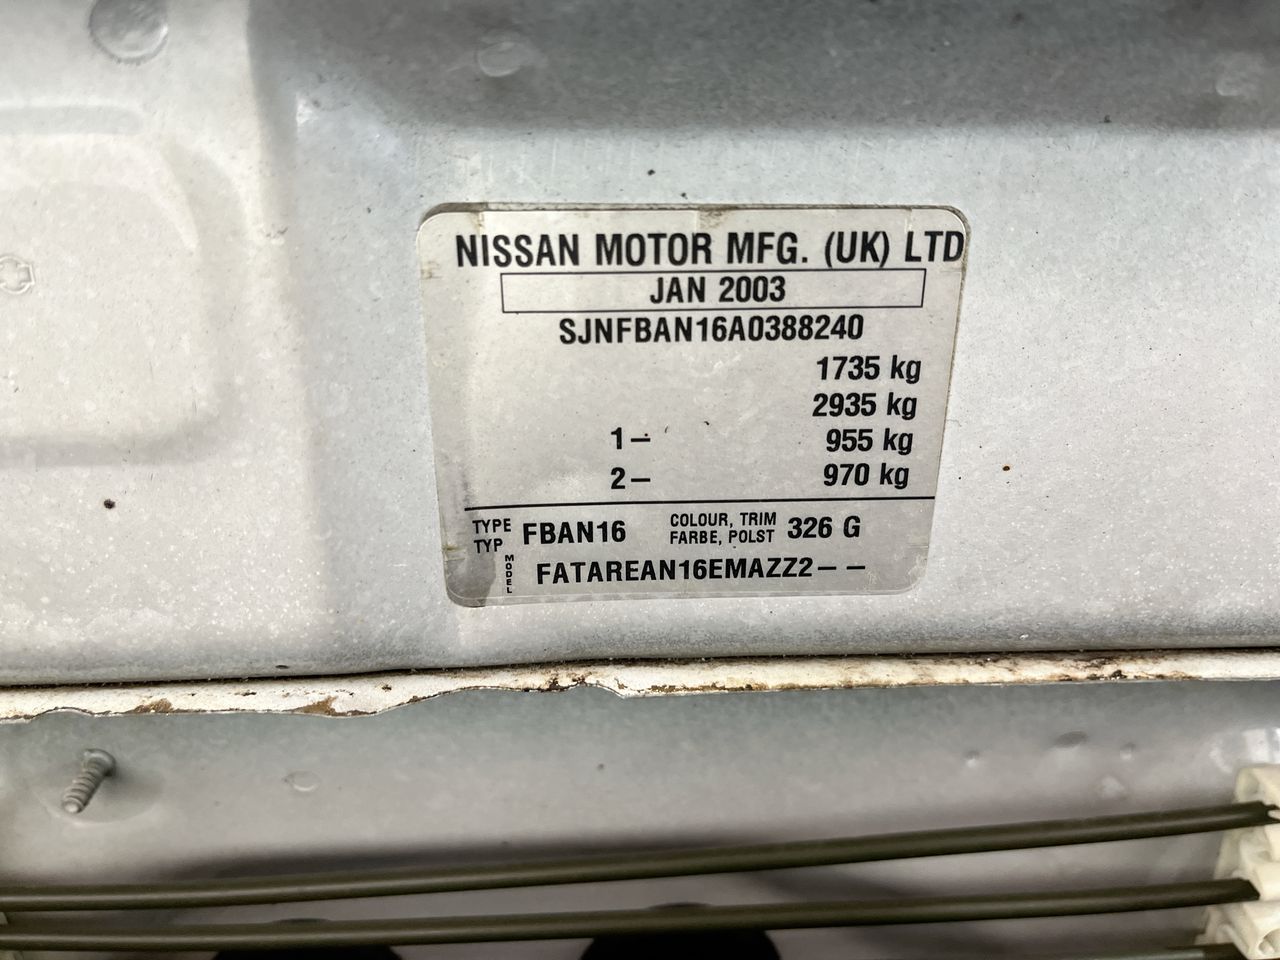 NISSAN MOTOR MFG. (UK) LTD
JAN 2003
SJNFBAN16A0388240
1735 kg
2935 kg
1– 955 kg
2– 970 kg
TYPE
TYP FBAN16 COLOUR, TRIM
FARBE, POLST 326 G
MODEL FATAREAN16EMAZZ2– –